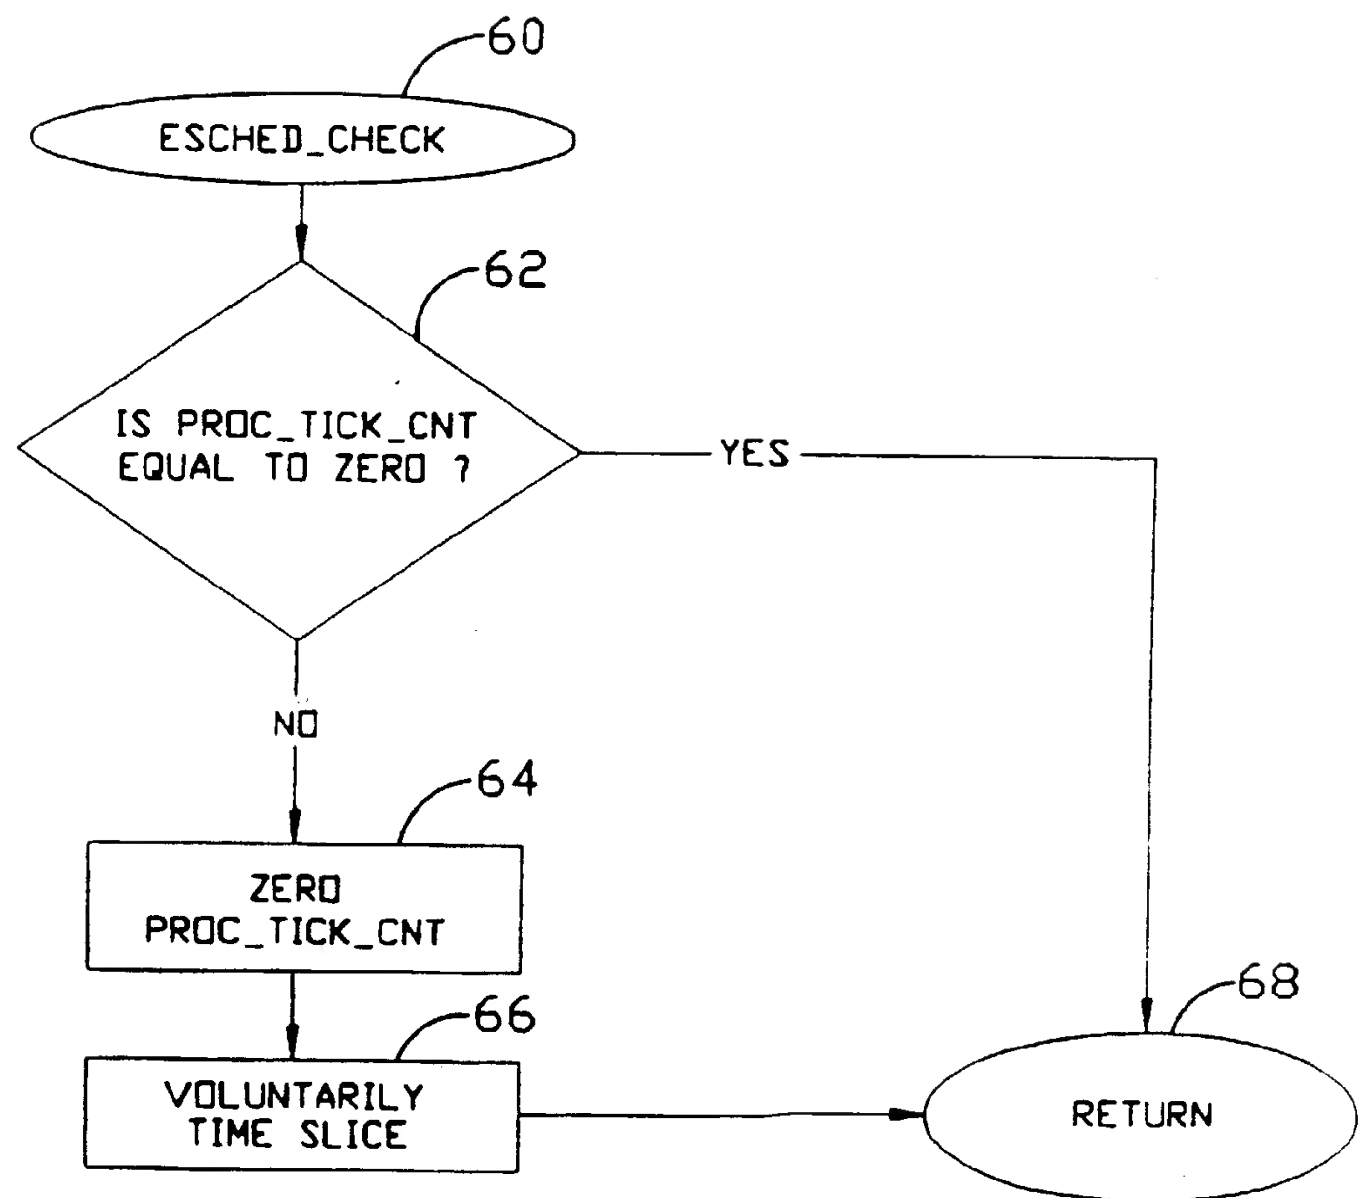 60
ESCHED_CHECK
62
IS PROC_TICK_CNT
EQUAL TO ZERO ?
YES
NO
64
ZERO
PROC_TICK_CNT
66
VOLUNTARILY
TIME SLICE
68
RETURN